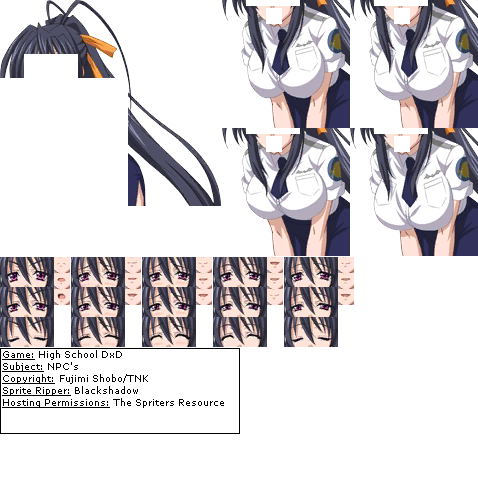 Game: High School DxD
Subject: NPC's
Copyright: Fujimi Shobo/TNK
Sprite Ripper: Blackshadow
Hosting Permissions: The Spriters Resource